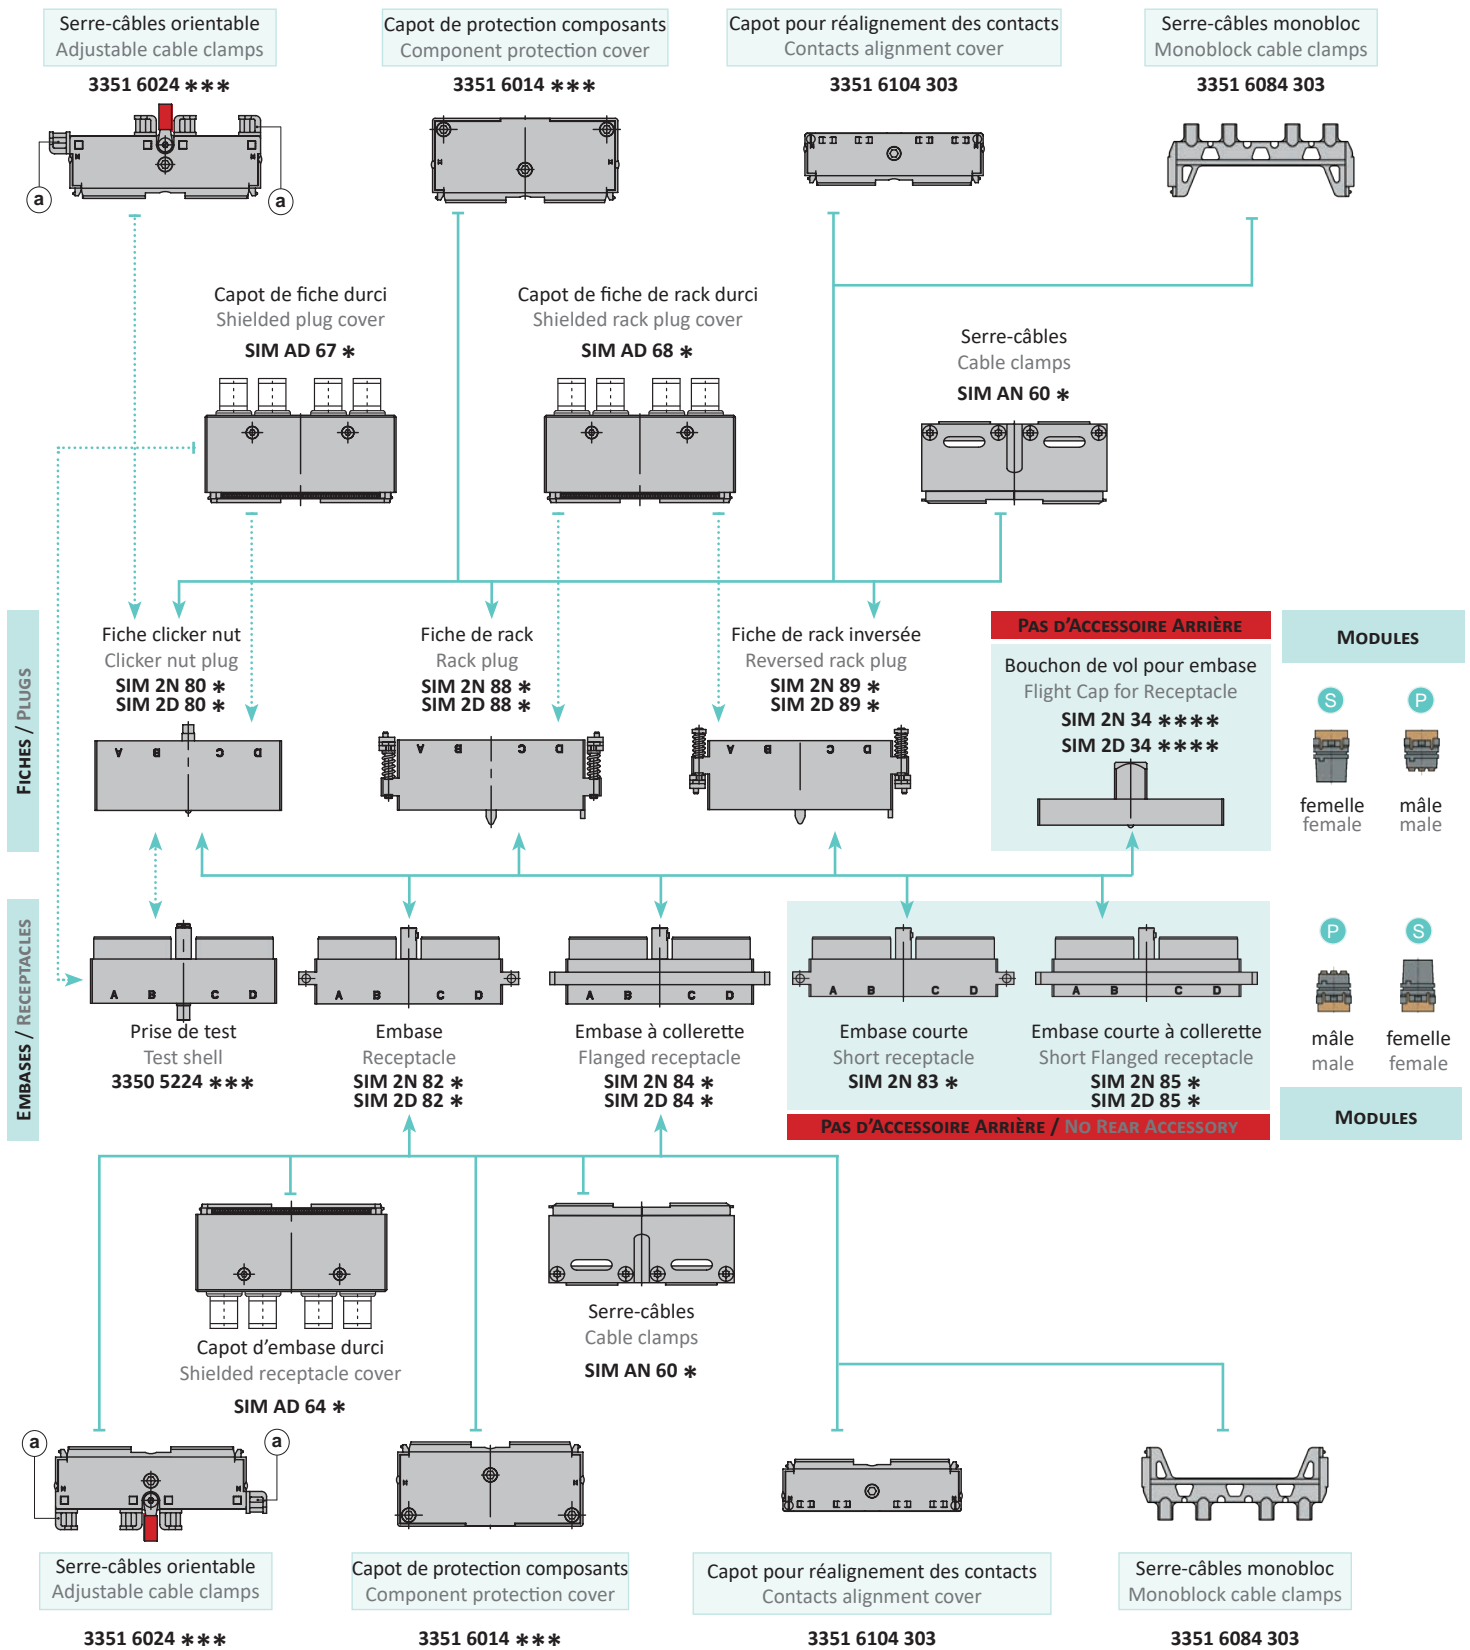 Serre-câbles orientable
Adjustable cable clamps
3351 6024 ∗∗∗
Capot de protection composants
Component protection cover
3351 6014 ∗∗∗
Capot pour réalignement des contacts
Contacts alignment cover
3351 6104 303
Serre-câbles monobloc
Monoblock cable clamps
3351 6084 303
a
a
Capot de fiche durci
Shielded plug cover
SIM AD 67 ∗
Capot de fiche de rack durci
Shielded rack plug cover
SIM AD 68 ∗
Serre-câbles
Cable clamps
SIM AN 60 ∗
FICHES / PLUGS
Fiche clicker nut
Clicker nut plug
SIM 2N 80 ∗
SIM 2D 80 ∗
A B C D
Fiche de rack
Rack plug
SIM 2N 88 ∗
SIM 2D 88 ∗
A B C D
Fiche de rack inversée
Reversed rack plug
SIM 2N 89 ∗
SIM 2D 89 ∗
A B C D
PAS D'ACCESSOIRE ARRIÈRE
Bouchon de vol pour embase
Flight Cap for Receptacle
SIM 2N 34 ∗∗∗∗
SIM 2D 34 ∗∗∗∗
MODULES
S
P
femelle
female
mâle
male
EMBASES / RECEPTACLES
A B C D
Prise de test
Test shell
3350 5224 ∗∗∗
A B C D
Embase
Receptacle
SIM 2N 82 ∗
SIM 2D 82 ∗
A B C D
Embase à collerette
Flanged receptacle
SIM 2N 84 ∗
SIM 2D 84 ∗
A B C D
Embase courte
Short receptacle
SIM 2N 83 ∗
A B C D
Embase courte à collerette
Short Flanged receptacle
SIM 2N 85 ∗
SIM 2D 85 ∗
PAS D'ACCESSOIRE ARRIÈRE / NO REAR ACCESSORY
P
S
mâle
male
femelle
female
MODULES
Capot d'embase durci
Shielded receptacle cover
SIM AD 64 ∗
Serre-câbles
Cable clamps
SIM AN 60 ∗
a
a
Serre-câbles orientable
Adjustable cable clamps
3351 6024 ∗∗∗
Capot de protection composants
Component protection cover
3351 6014 ∗∗∗
Capot pour réalignement des contacts
Contacts alignment cover
3351 6104 303
Serre-câbles monobloc
Monoblock cable clamps
3351 6084 303